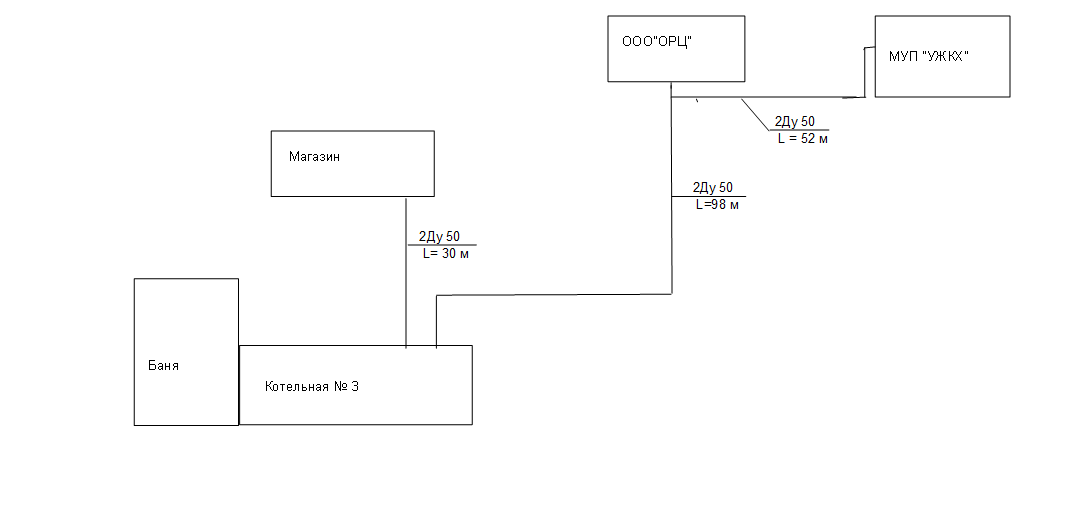 ООО"ОРЦ"
МУП "УЖКХ"
2Ду 50
L = 52 м
Магазин
2Ду 50
L=98 м
2Ду 50
L= 30 м
Баня
Котельная № 3